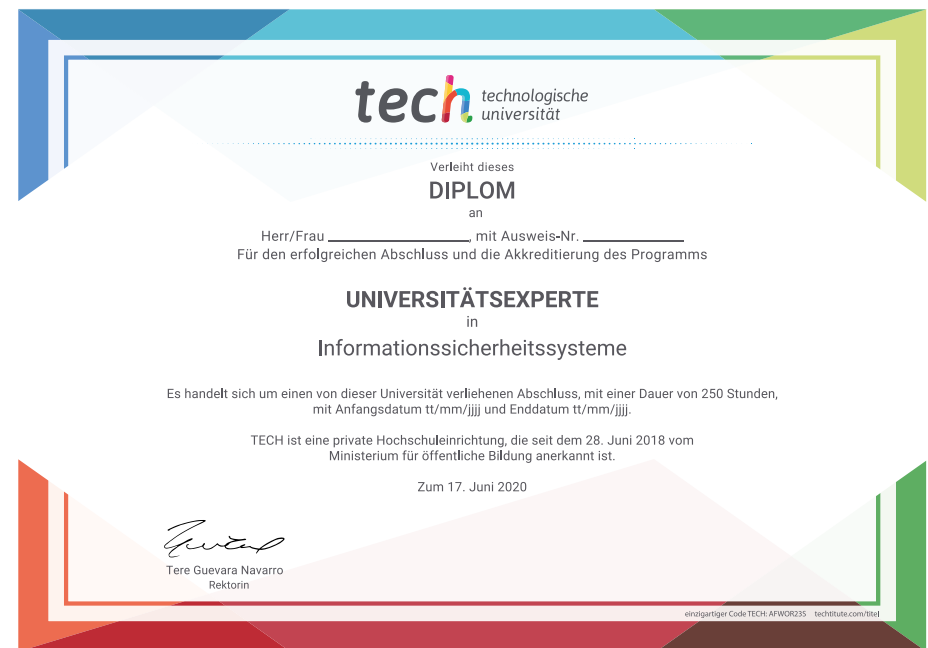 tech technologische
universität
Verleiht dieses
DIPLOM
an
Herr/Frau ____________________, mit Ausweis-Nr. ______________
Für den erfolgreichen Abschluss und die Akkreditierung des Programms
UNIVERSITÄTSEXPERTE
in
Informationssicherheitssysteme
Es handelt sich um einen von dieser Universität verliehenen Abschluss, mit einer Dauer von 250 Stunden,
mit Anfangsdatum tt/mm/jjjj und Enddatum tt/mm/jjjj.
TECH ist eine private Hochschuleinrichtung, die seit dem 28. Juni 2018 vom
Ministerium für öffentliche Bildung anerkannt ist.
Zum 17. Juni 2020
Tere Guevara Navarro
Rektorin
einzigartiger Code TECH: AFWOR23S techtitute.com/titel